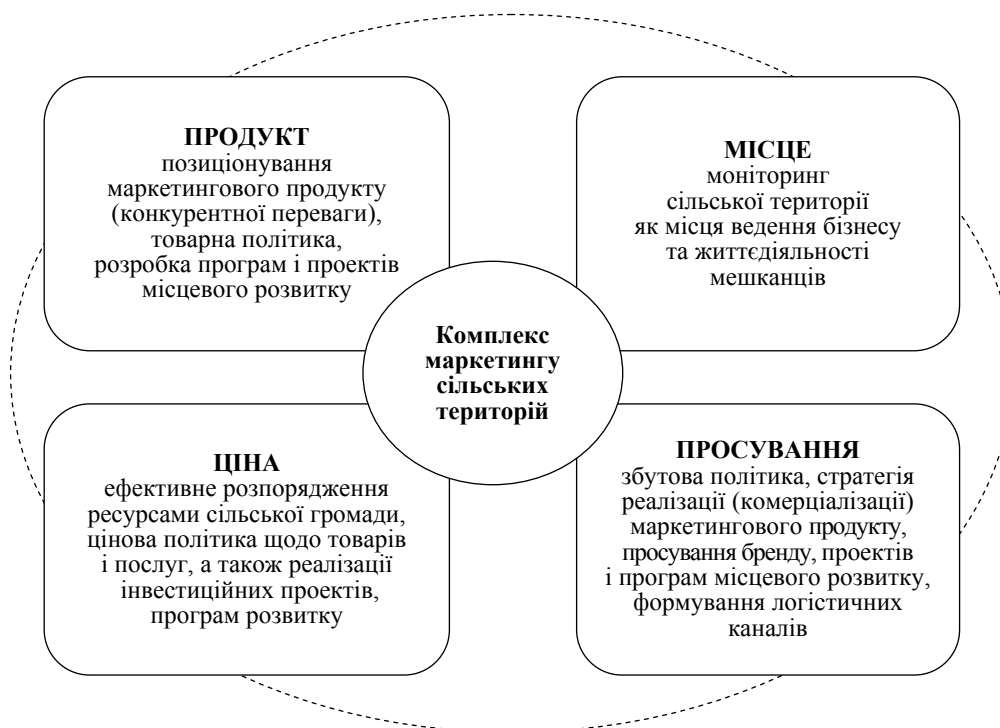 ПРОДУКТ
позиціонування
маркетингового продукту
(конкурентної переваги),
товарна політика,
розробка програм і проектів
місцевого розвитку
МІСЦЕ
моніторинг
сільської території
як місця ведення бізнесу
та життєдіяльності
мешканців
Комплекс
маркетингу
сільських
територій
ЦІНА
ефективне розпорядження
ресурсами сільської громади,
цінова політика щодо товарів
і послуг, а також реалізації
інвестиційних проектів,
програм розвитку
ПРОСУВАННЯ
збутова політика, стратегія
реалізації (комерціалізації)
маркетингового продукту,
просування бренду, проектів
і програм місцевого розвитку,
формування логістичних
каналів